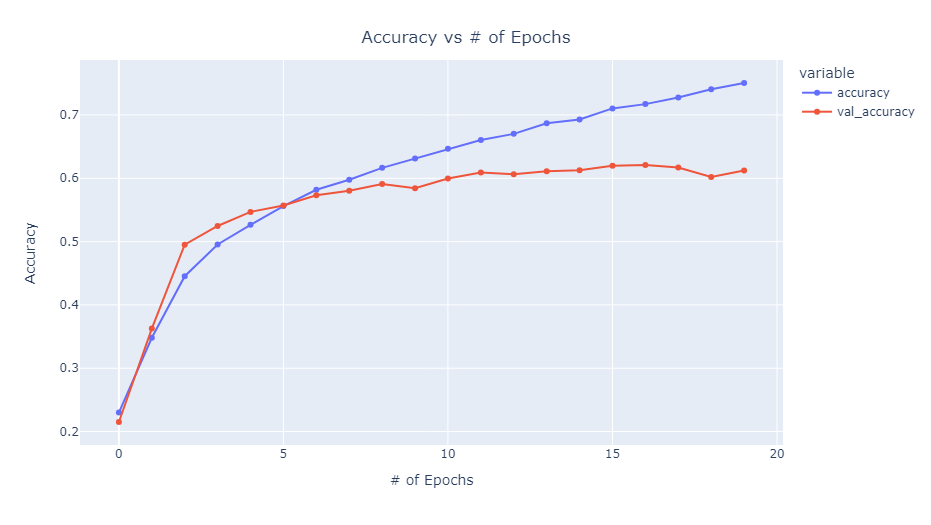 Accuracy vs # of Epochs
variable
accuracy
val_accuracy
Accuracy
0.7
0.6
0.5
0.4
0.3
0.2
0 5 10 15 20
# of Epochs